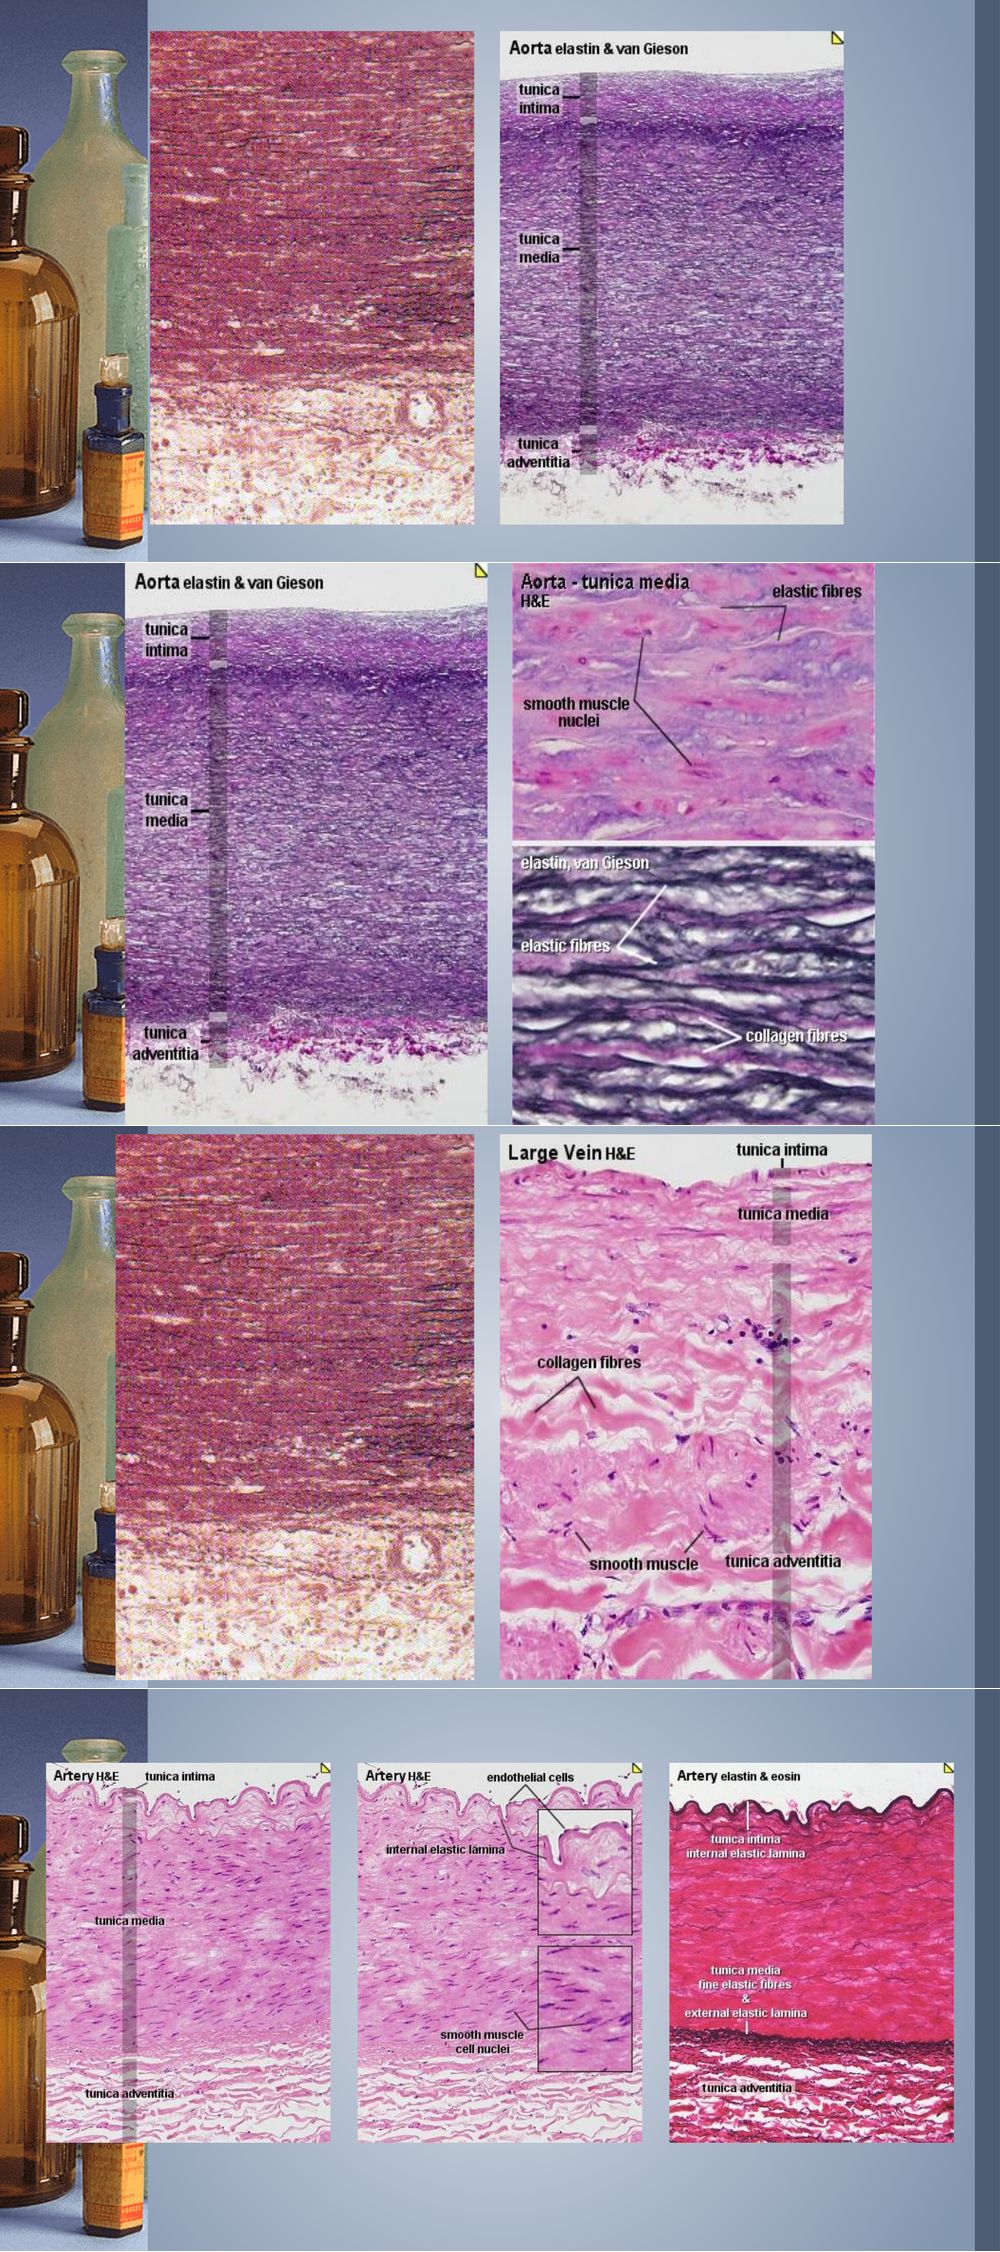 Aorta elastin & van Gieson
tunica
intima
tunica
media
tunica
adventitia
Aorta elastin & van Gieson
tunica
intima
tunica
media
tunica
adventitia
Aorta - tunica media
H&E
elastic fibres
smooth muscle
nuclei
elastin, van Gieson
elastic fibres
collagen fibres
Large Vein H&E
tunica intima
tunica media
collagen fibres
smooth muscle
tunica adventitia
Artery H&E
tunica intima
tunica media
tunica adventitia
Artery H&E
endothelial cells
internal elastic lamina
smooth muscle
cell nuclei
Artery elastin & eosin
tunica intima
internal elastic lamina
tunica media
fine elastic fibres
&
external elastic lamina
tunica adventitia